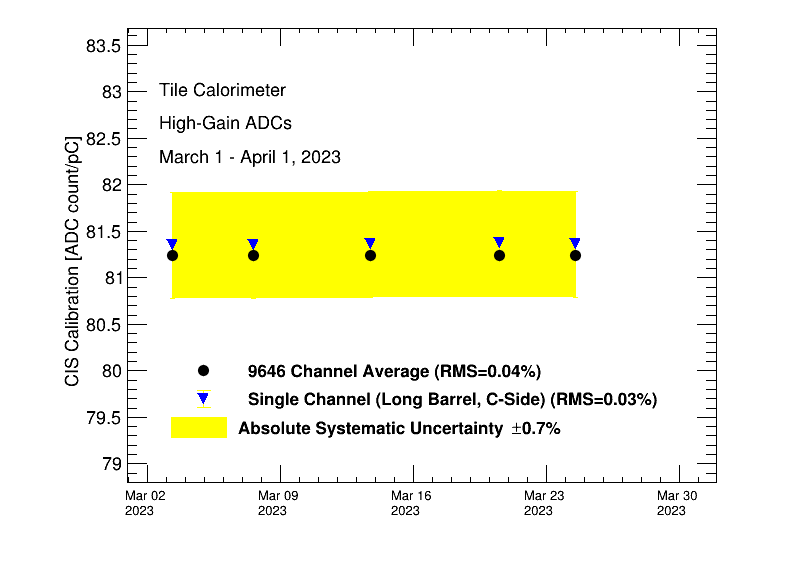 83.5
83
82.5
82
81.5
81
80.5
80
79.5
79
CIS Calibration [ADC count/pC]
Tile Calorimeter
High-Gain ADCs
March 1 - April 1, 2023
9646 Channel Average (RMS=0.04%)
Single Channel (Long Barrel, C-Side) (RMS=0.03%)
Absolute Systematic Uncertainty ±0.7%
Mar 02 Mar 09 Mar 16 Mar 23 Mar 30
2023 2023 2023 2023 2023